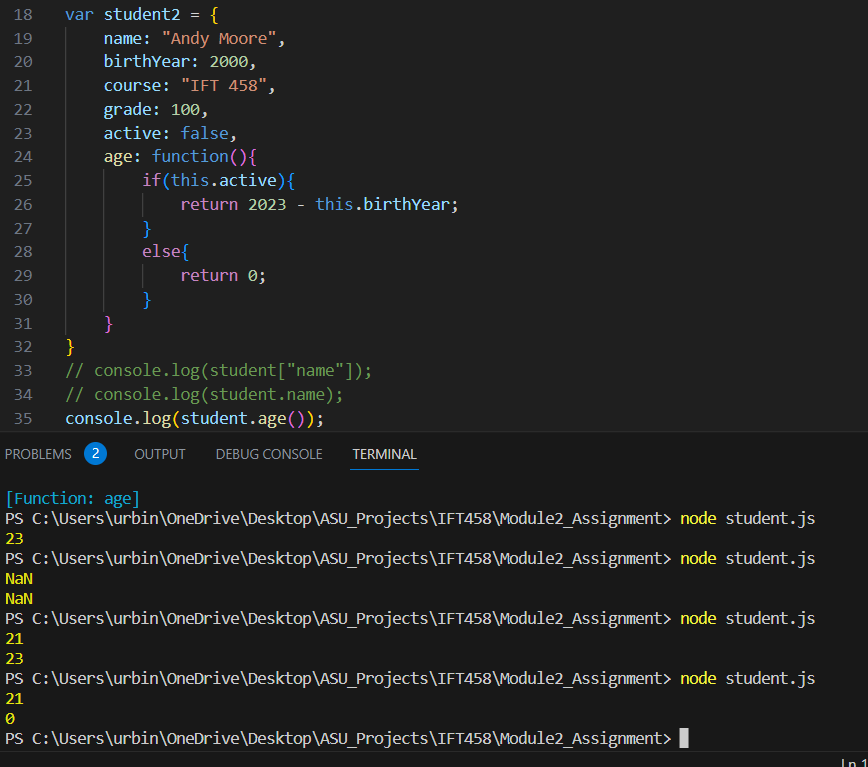 18 var student2 = {
19 name: "Andy Moore",
20 birthYear: 2000,
21 course: "IFT 458",
22 grade: 100,
23 active: false,
24 age: function(){
25 if(this.active){
26 return 2023 - this.birthYear;
27 }
28 else{
29 return 0;
30 }
31 }
32 }
33 // console.log(student["name"]);
34 // console.log(student.name);
35 console.log(student.age());
PROBLEMS 2 OUTPUT DEBUG CONSOLE TERMINAL
[Function: age]
PS C:\Users\urbin\OneDrive\Desktop\ASU_Projects\IFT458\Module2_Assignment> node student.js
23
PS C:\Users\urbin\OneDrive\Desktop\ASU_Projects\IFT458\Module2_Assignment> node student.js
NaN
NaN
PS C:\Users\urbin\OneDrive\Desktop\ASU_Projects\IFT458\Module2_Assignment> node student.js
21
23
PS C:\Users\urbin\OneDrive\Desktop\ASU_Projects\IFT458\Module2_Assignment> node student.js
21
0
PS C:\Users\urbin\OneDrive\Desktop\ASU_Projects\IFT458\Module2_Assignment>